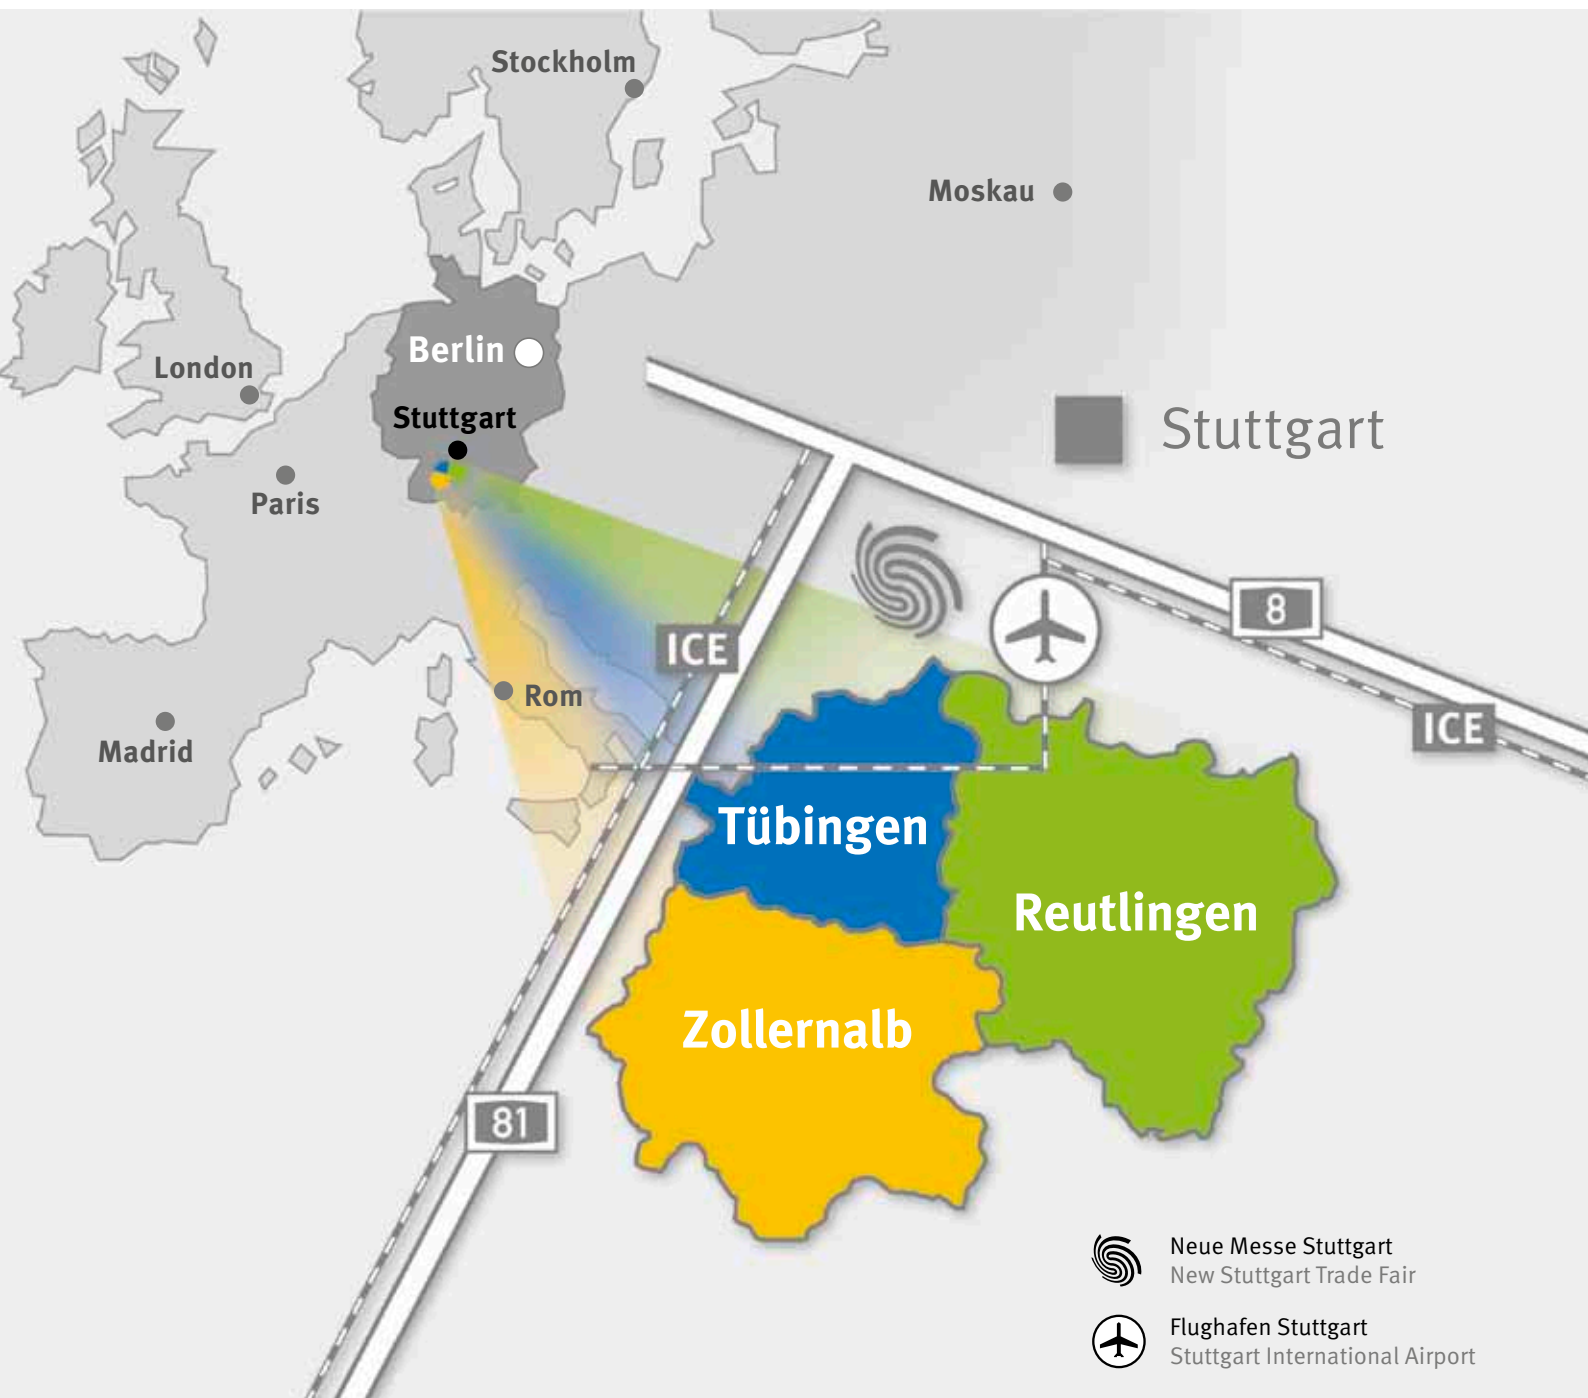 Stockholm
Moskau
Berlin
London
Stuttgart
Stuttgart
Paris
8
ICE
Rom
ICE
Madrid
Tübingen
Reutlingen
Zollernalb
81
Neue Messe Stuttgart
New Stuttgart Trade Fair
Flughafen Stuttgart
Stuttgart International Airport